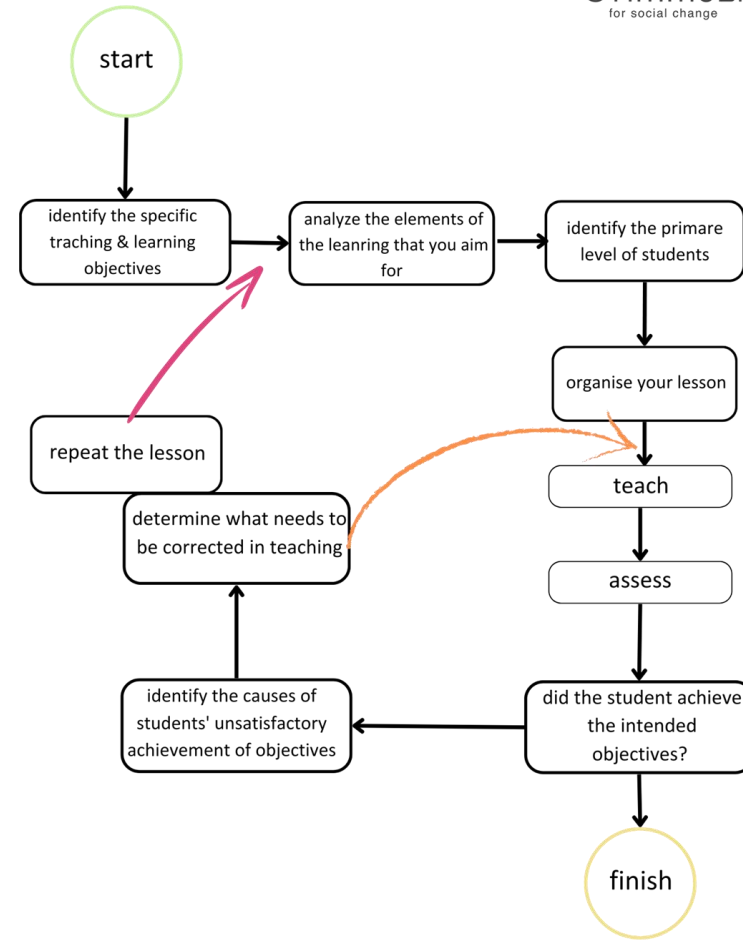 for social change
start
identify the specific
traching & learning
objectives
analyze the elements of
the leanring that you aim
for
identify the primare
level of students
organise your lesson
repeat the lesson
teach
determine what needs to
be corrected in teaching
assess
identify the causes of
students' unsatisfactory
achievement of objectives
did the student achieve
the intended
objectives?
finish